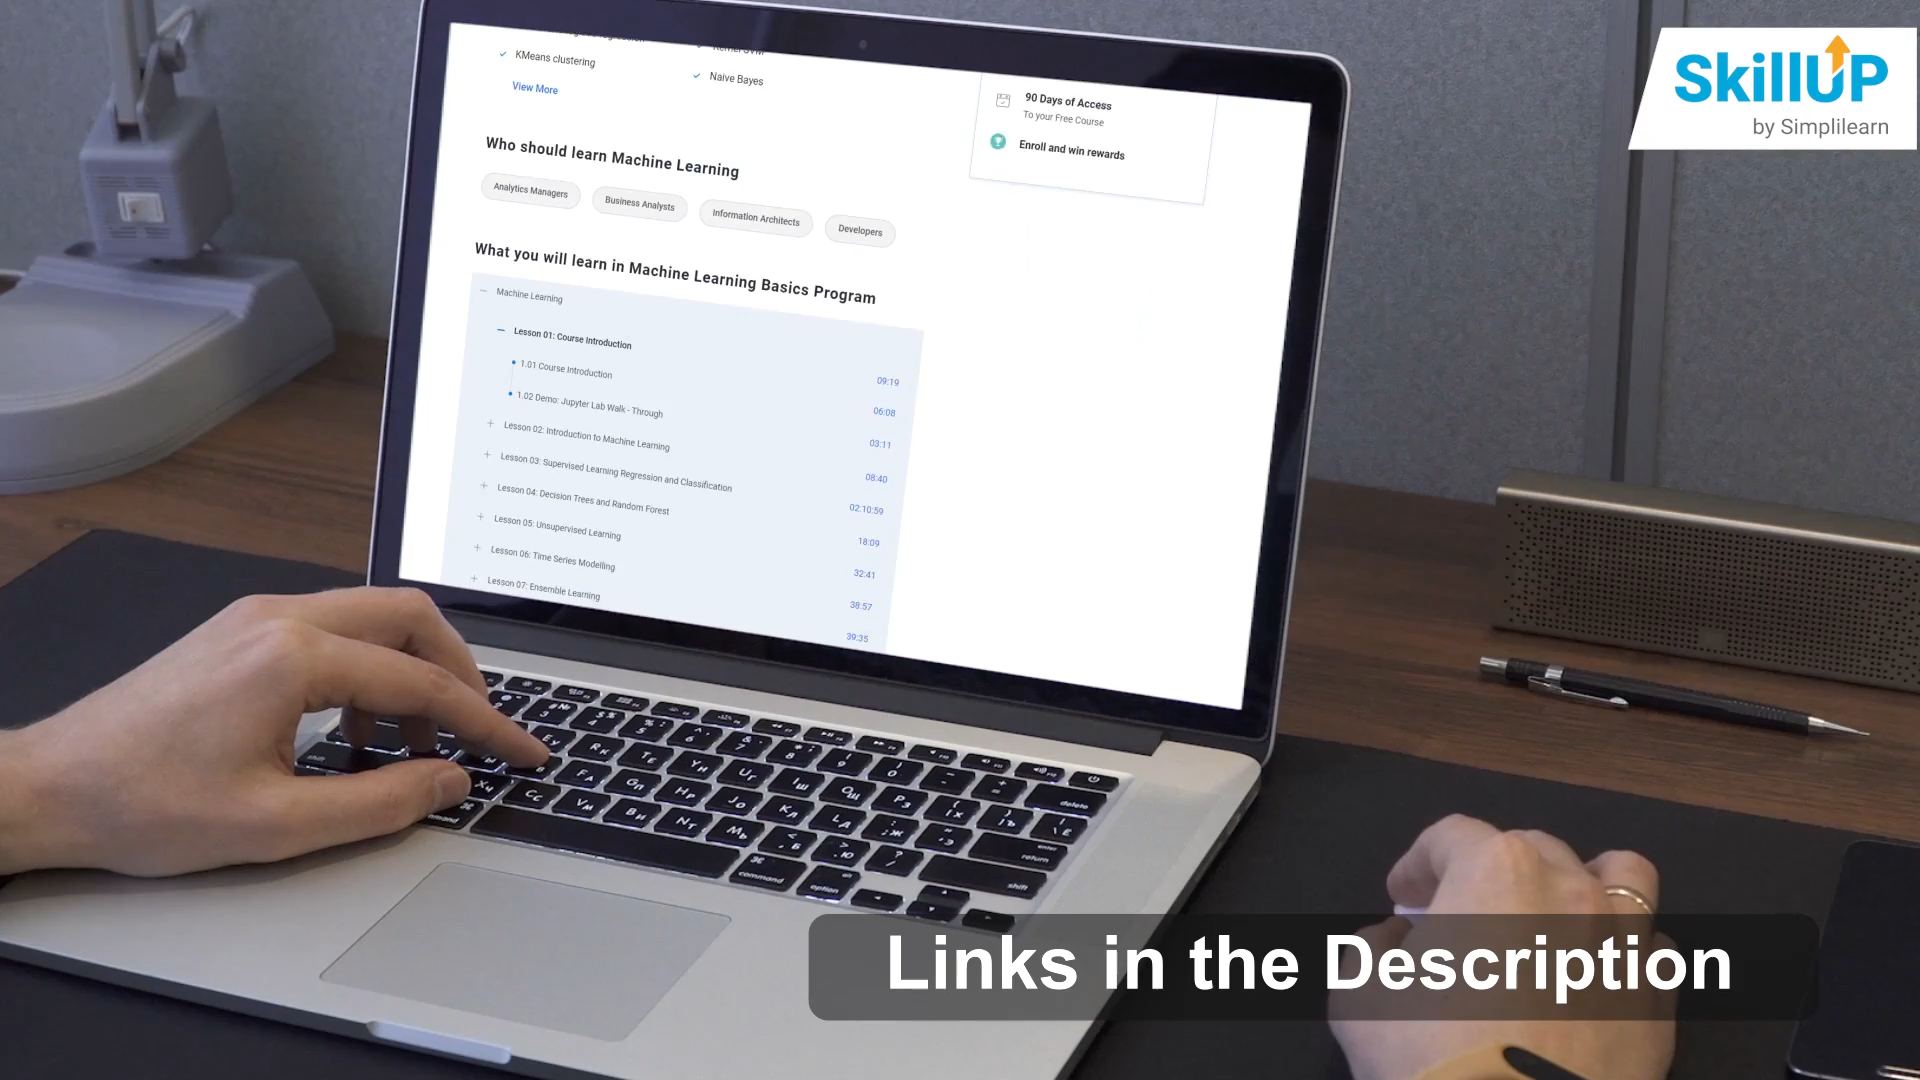 SkillUP
by Simplilearn
KMeans clustering
Naive Bayes
View More
90 Days of Access
To your Free Course
Enroll and win rewards
Who should learn Machine Learning
Analytics Managers
Business Analysts
Information Architects
Developers
What you will learn in Machine Learning Basics Program
Machine Learning
Lesson 01: Course Introduction
1.01 Course Introduction
09:19
1.02 Demo: Jupyter Lab Walk - Through
06:08
Lesson 02: Introduction to Machine Learning
03:11
Lesson 03: Supervised Learning Regression and Classification
08:40
Lesson 04: Decision Trees and Random Forest
02:10:59
Lesson 05: Unsupervised Learning
18:09
Lesson 06: Time Series Modelling
32:41
Lesson 07: Ensemble Learning
38:57
39:35
delete
return
shift
command
option
Links in the Description